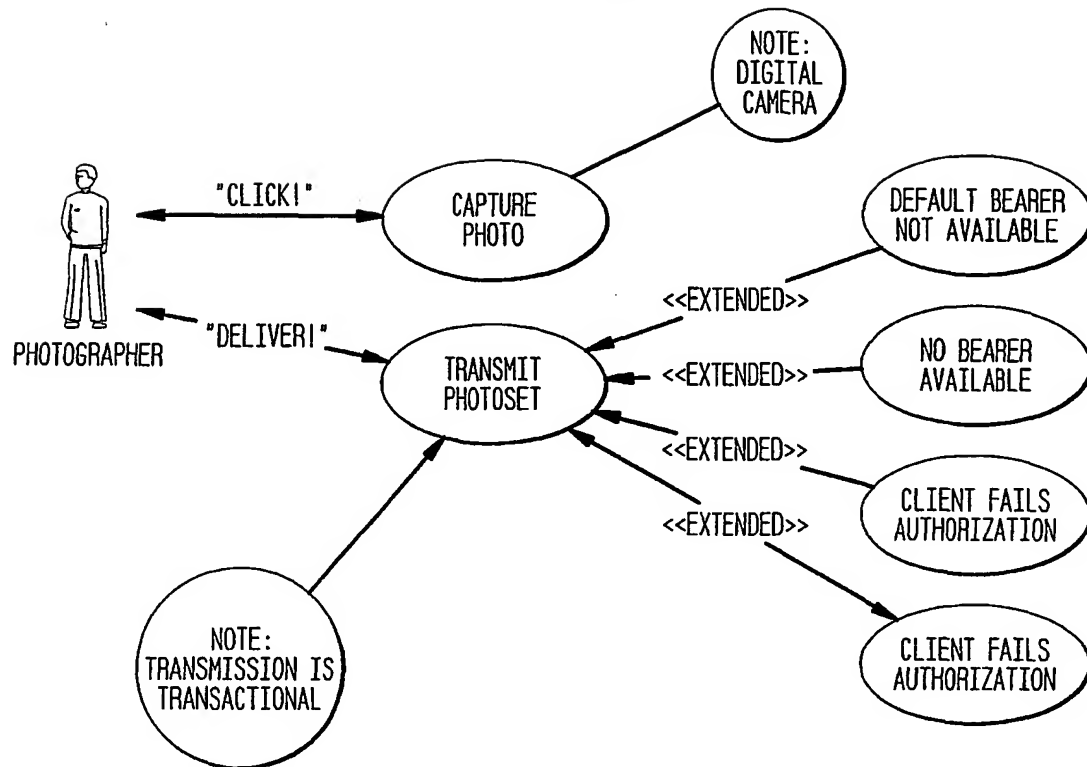 NOTE:
DIGITAL
CAMERA
"CLICK!"
CAPTURE
PHOTO
DEFAULT BEARER
NOT AVAILABLE
<<EXTENDED>>
"DELIVER!"
PHOTOGRAPHER
TRANSMIT
PHOTOSET
<<EXTENDED>>
NO BEARER
AVAILABLE
<<EXTENDED>>
CLIENT FAILS
AUTHORIZATION
<<EXTENDED>>
NOTE:
TRANSMISSION IS
TRANSACTIONAL
CLIENT FAILS
AUTHORIZATION